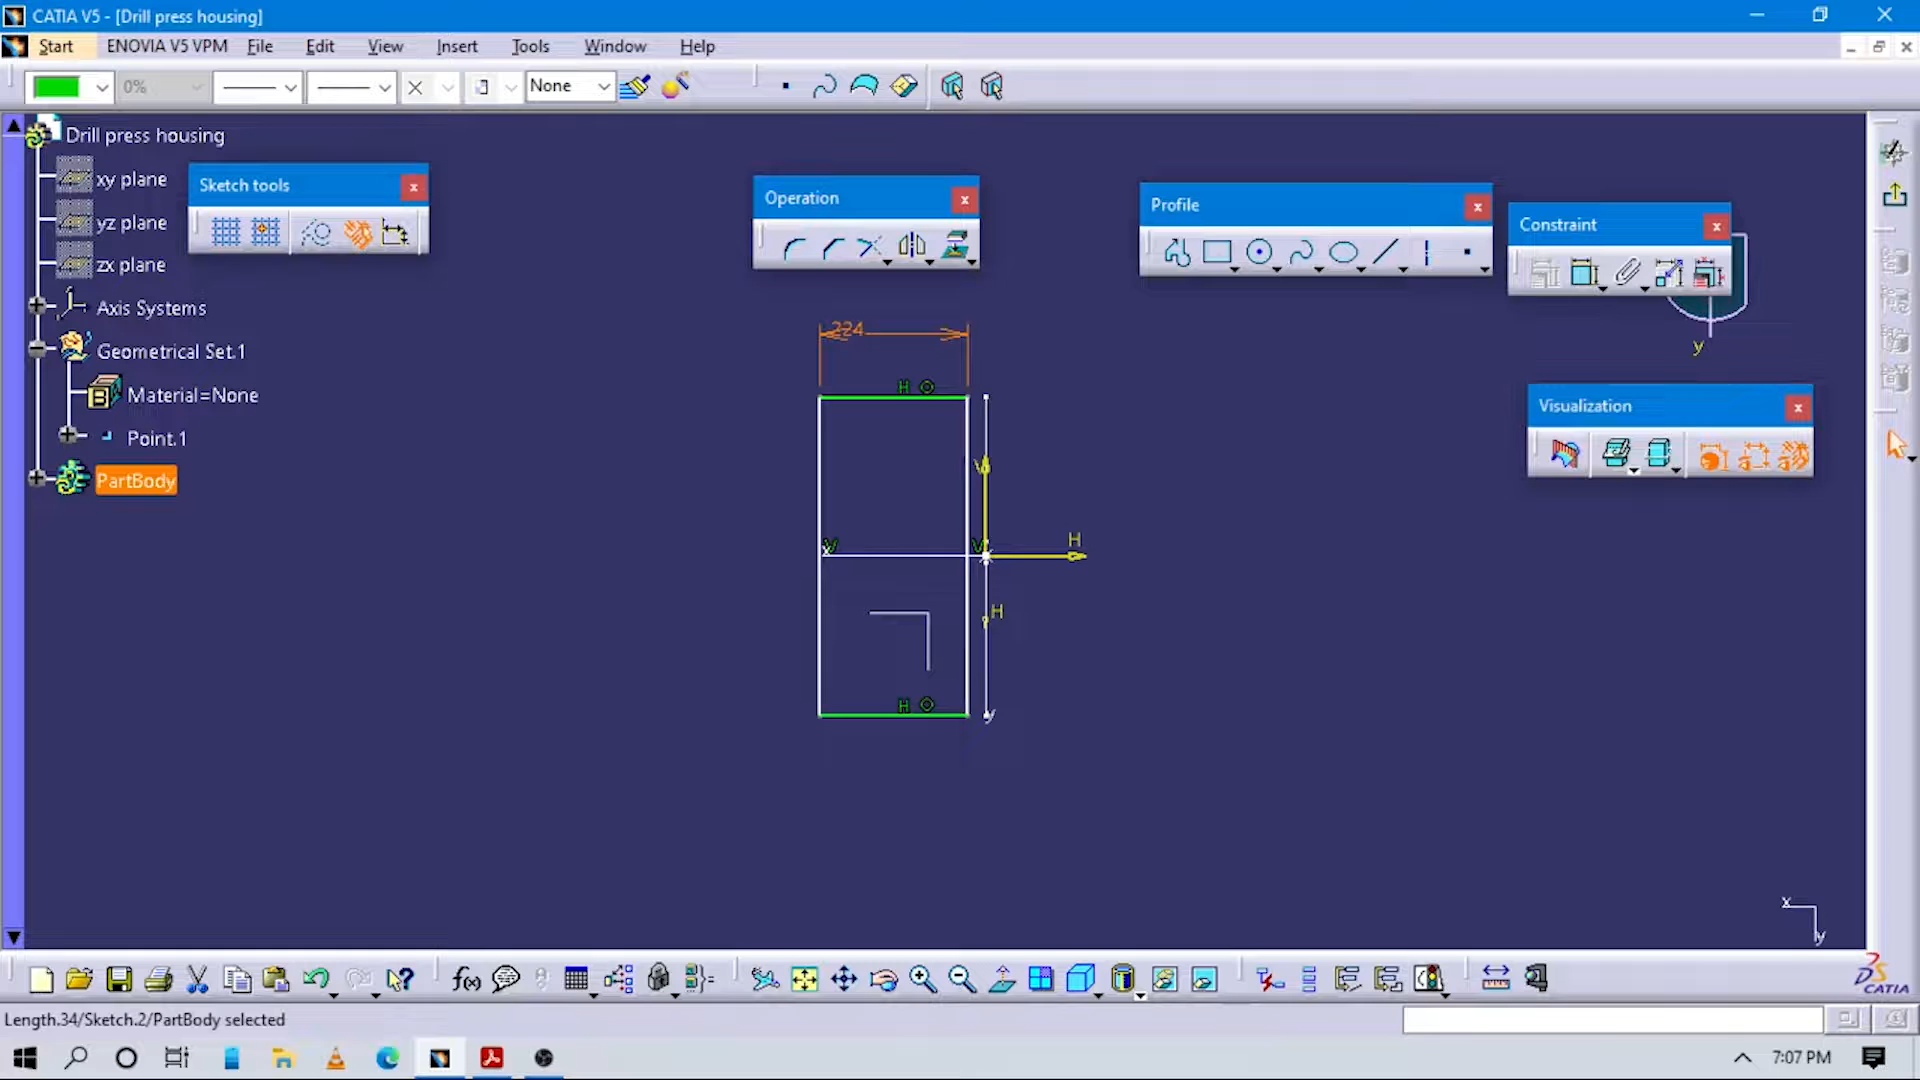 CATIA V5 - [Drill press housing]
Start ENOVIA V5 VPM File Edit View Insert Tools Window Help
0% None
Drill press housing
xy plane
yz plane
zx plane
Axis Systems
Geometrical Set.1
Material=None
Point.1
PartBody
Sketch tools
Operation
Profile
Constraint
Visualization
y
224
H
V
V V
H
H
H
y
x
y
f(x)
CATIA
Length.34/Sketch.2/PartBody selected
7:07 PM